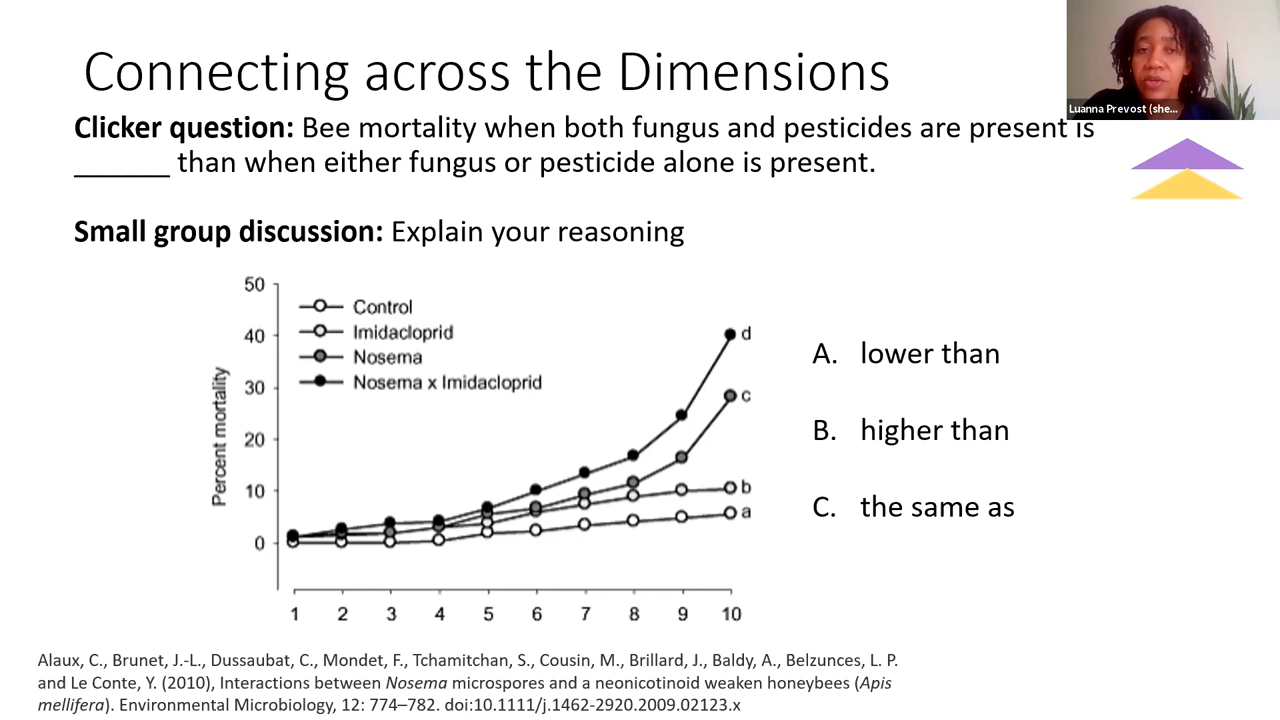 Connecting across the Dimensions
Luanna Prevost (she...
Clicker question: Bee mortality when both fungus and pesticides are present is
______ than when either fungus or pesticide alone is present.
Small group discussion: Explain your reasoning
50
40
30
20
10
0
Percent mortality
Control
Imidacloprid
Nosema
Nosema x Imidacloprid
d
c
b
a
1 2 3 4 5 6 7 8 9 10
A. lower than
B. higher than
C. the same as
Alaux, C., Brunet, J.-L., Dussaubat, C., Mondet, F., Tchamitchan, S., Cousin, M., Brillard, J., Baldy, A., Belzunces, L. P.
and Le Conte, Y. (2010), Interactions between Nosema microspores and a neonicotinoid weaken honeybees (Apis
mellifera). Environmental Microbiology, 12: 774–782. doi:10.1111/j.1462-2920.2009.02123.x